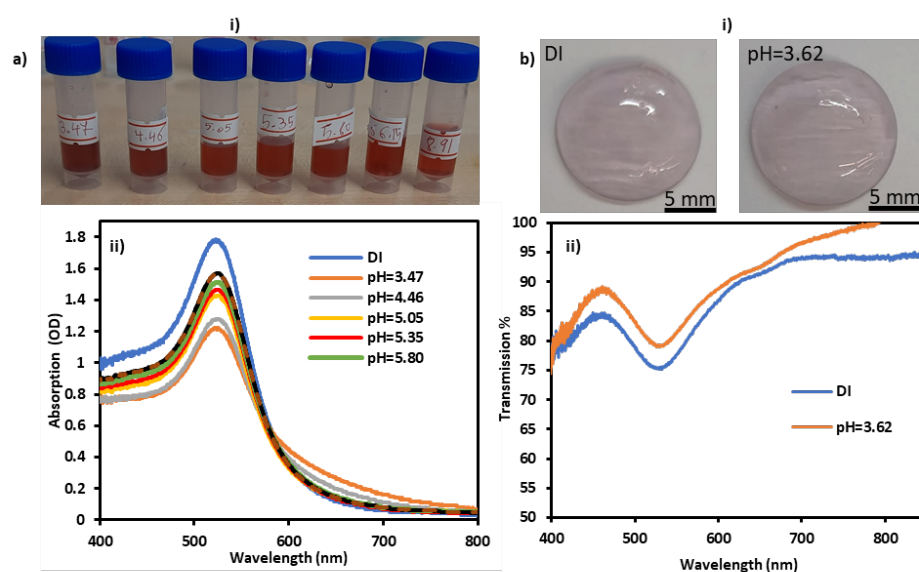 i)
i)
a)
3.47
4.46
5.05
5.35
8.91
b)
DI
pH=3.62
5 mm
5 mm
ii)
DI
pH=3.47
pH=4.46
pH=5.05
pH=5.35
pH=5.80
Absorption (OD)
1.8
1.6
1.4
1.2
1
0.8
0.6
0.4
0.2
0
400
500
600
700
800
Wavelength (nm)
ii)
DI
pH=3.62
Transmission %
100
95
90
85
80
75
70
65
60
55
50
400
500
600
700
800
Wavelength (nm)